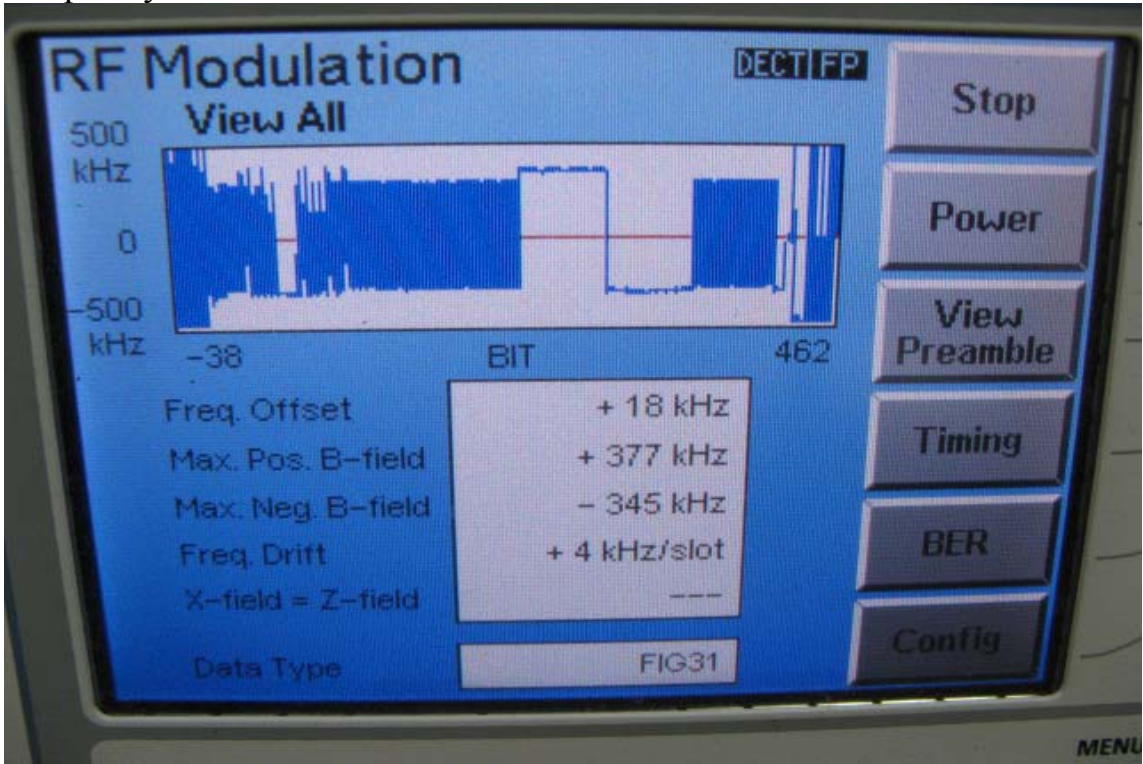 RF Modulation
DECT FP
View All
500
kHz
0
-500
kHz
-38 BIT 462
Freq. Offset + 18 kHz
Max. Pos. B-field + 377 kHz
Max. Neg. B-field - 345 kHz
Freq. Drift + 4 kHz/slot
X-field = Z-field ---
Data Type FIG31
Stop
Power
View
Preamble
Timing
BER
Config
MENU